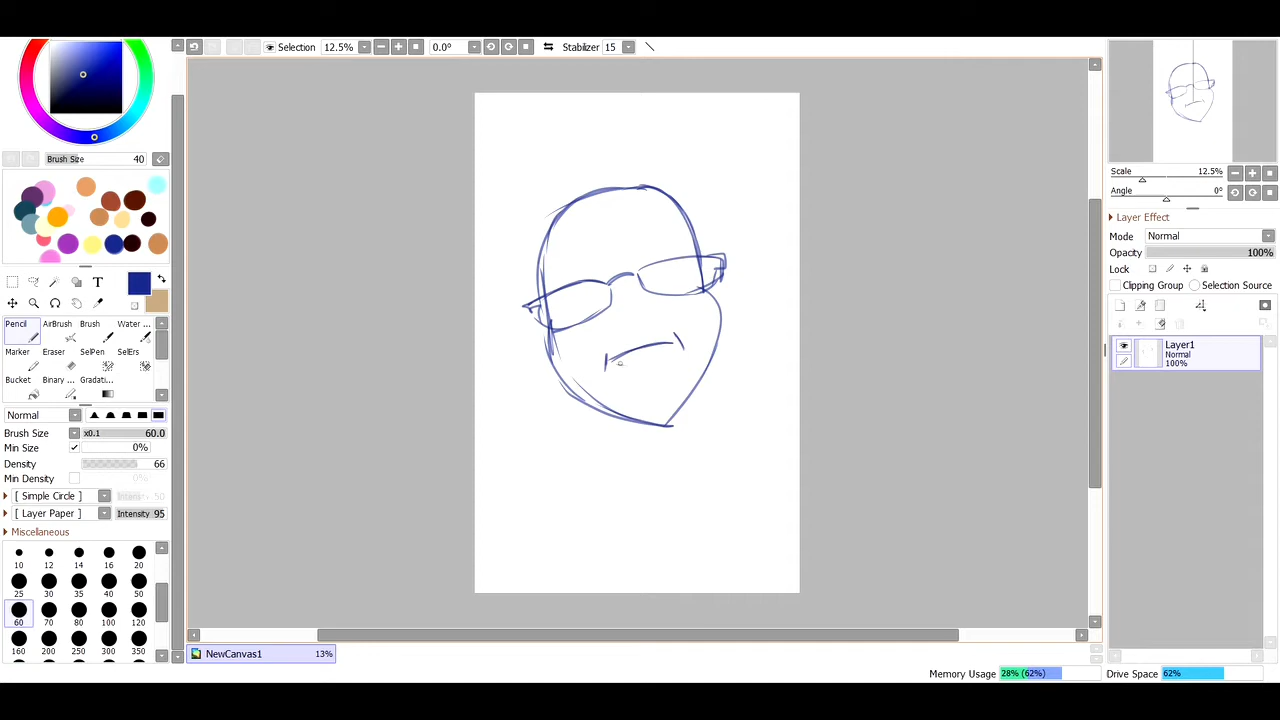 Selection 12.5% 0.0° Stabilizer 15
Brush Size 40
T
Pencil AirBrush Brush Water ...
Marker Eraser SelPen SelErs
Bucket Binary ... Gradati...
Normal
Brush Size x0.1 60.0
Min Size 0%
Density 66
Min Density 0%
[ Simple Circle ] Intensity 50
[ Layer Paper ] Intensity 95
Miscellaneous
10 12 14 16 20
25 30 35 40 50
60 70 80 100 120
160 200 250 300 350
NewCanvas1 13%
Scale 12.5%
Angle 0°
Layer Effect
Mode Normal
Opacity 100%
Lock
Clipping Group Selection Source
Layer1
Normal
100%
Memory Usage 28% (62%) Drive Space 62%